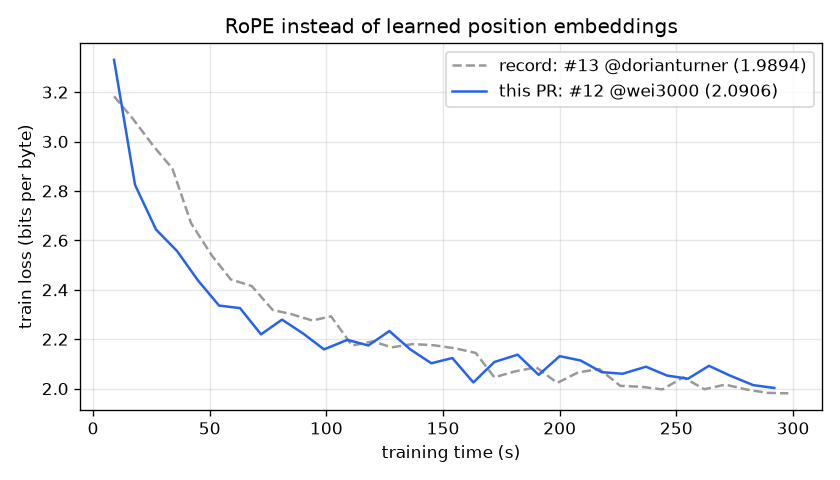 RoPE instead of learned position embeddings
record: #13 @dorianturner (1.9894)
this PR: #12 @wei3000 (2.0906)
train loss (bits per byte)
3.2
3.0
2.8
2.6
2.4
2.2
2.0
0 50 100 150 200 250 300
training time (s)